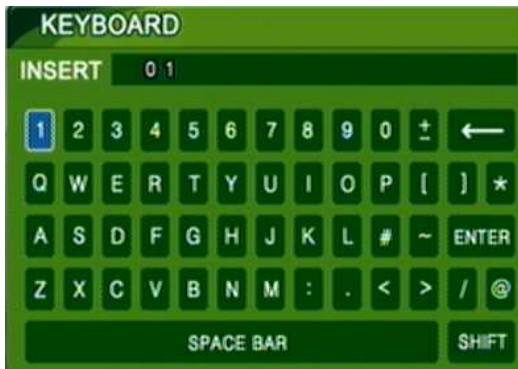 KEYBOARD
INSERT 0 1
1 2 3 4 5 6 7 8 9 0 ± ←
Q W E R T Y U I O P [ ] *
A S D F G H J K L # ~ ENTER
Z X C V B N M : . < > / @
SPACE BAR SHIFT